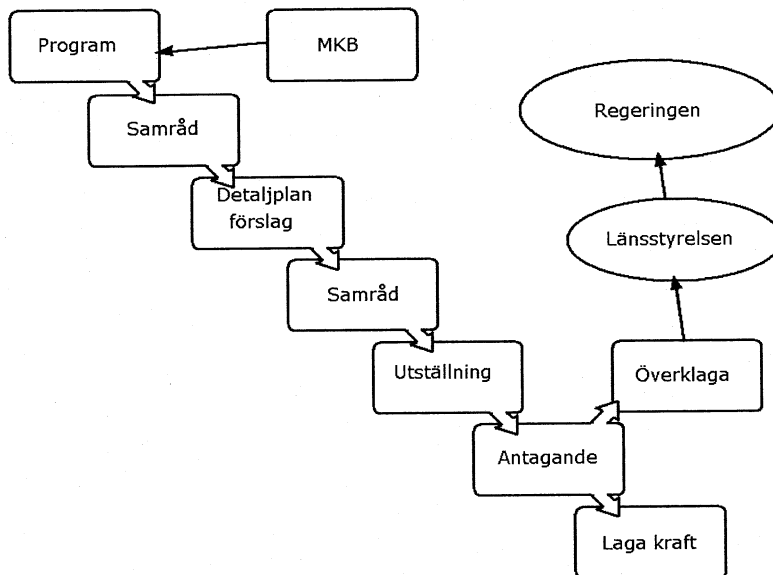 Program
MKB
Samråd
Regeringen
Detaljplan
förslag
Länsstyrelsen
Samråd
Utställning
Överklaga
Antagande
Laga kraft